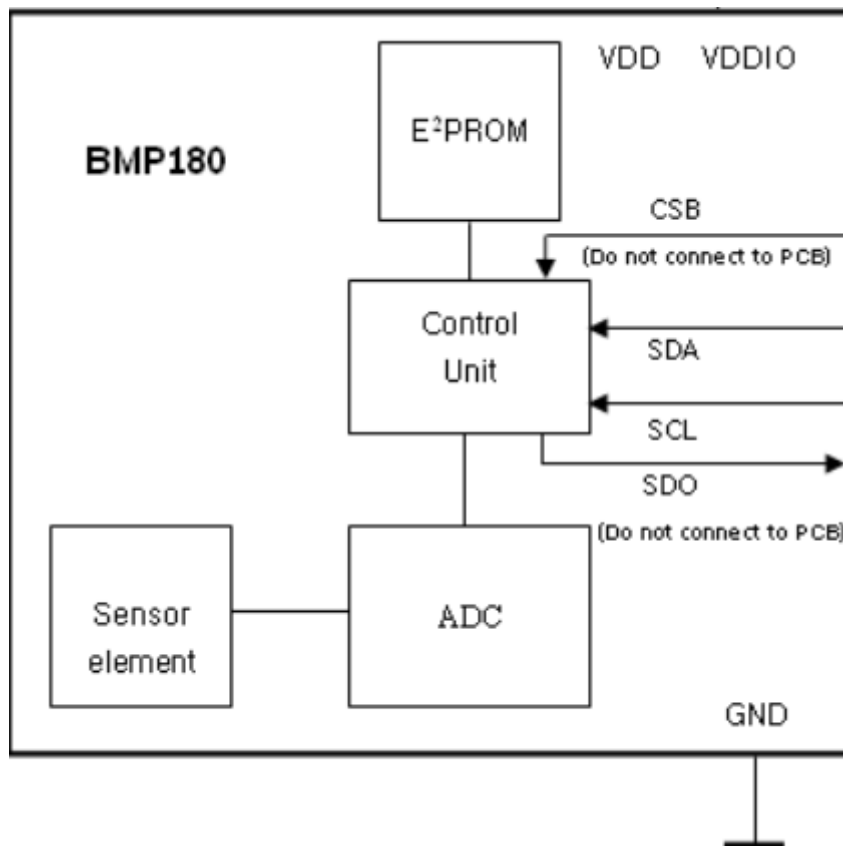 VDD VDDIO
E²PROM
BMP180
CSB
(Do not connect to PCB)
Control
Unit
SDA
SCL
SDO
(Do not connect to PCB)
Sensor
element
ADC
GND